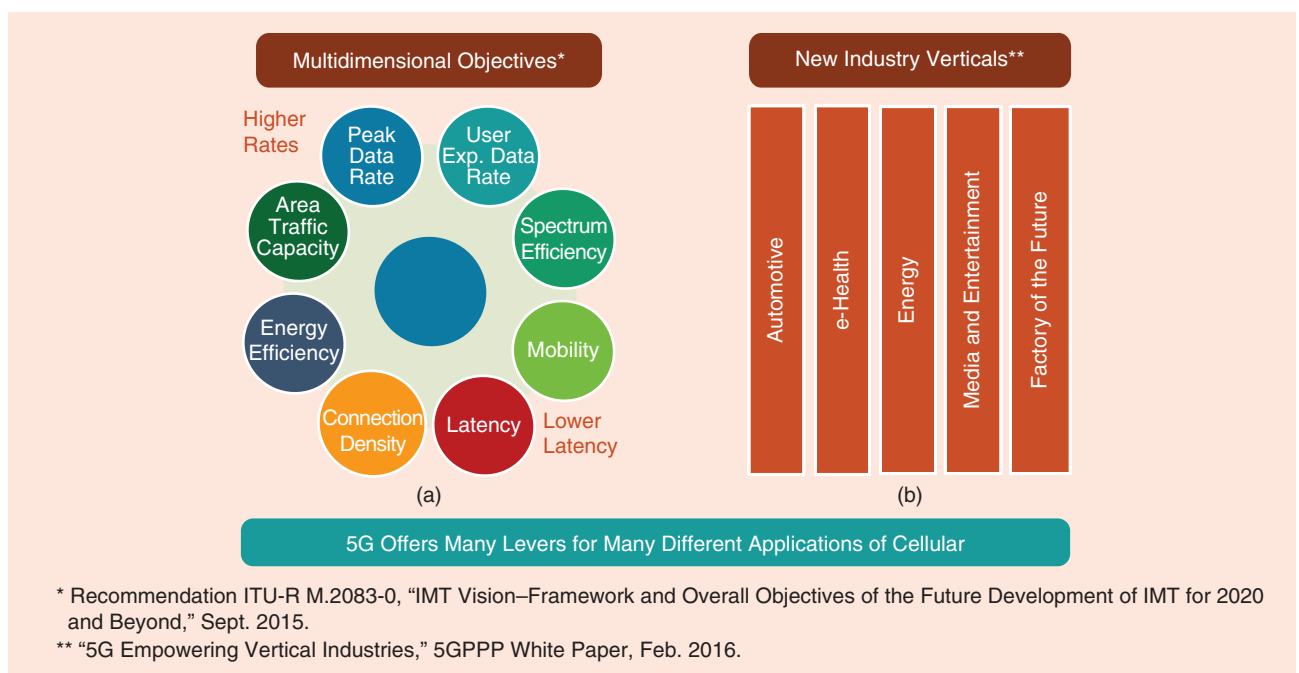 Multidimensional Objectives*
New Industry Verticals**
Higher
Rates
Peak
Data
Rate
User
Exp. Data
Rate
Area
Traffic
Capacity
Spectrum
Efficiency
Energy
Efficiency
Mobility
Connection
Density
Latency
Lower
Latency
(a)
Automotive
e-Health
Energy
Media and Entertainment
Factory of the Future
(b)
5G Offers Many Levers for Many Different Applications of Cellular
* Recommendation ITU-R M.2083-0, “IMT Vision–Framework and Overall Objectives of the Future Development of IMT for 2020
and Beyond,” Sept. 2015.
** “5G Empowering Vertical Industries,” 5GPPP White Paper, Feb. 2016.